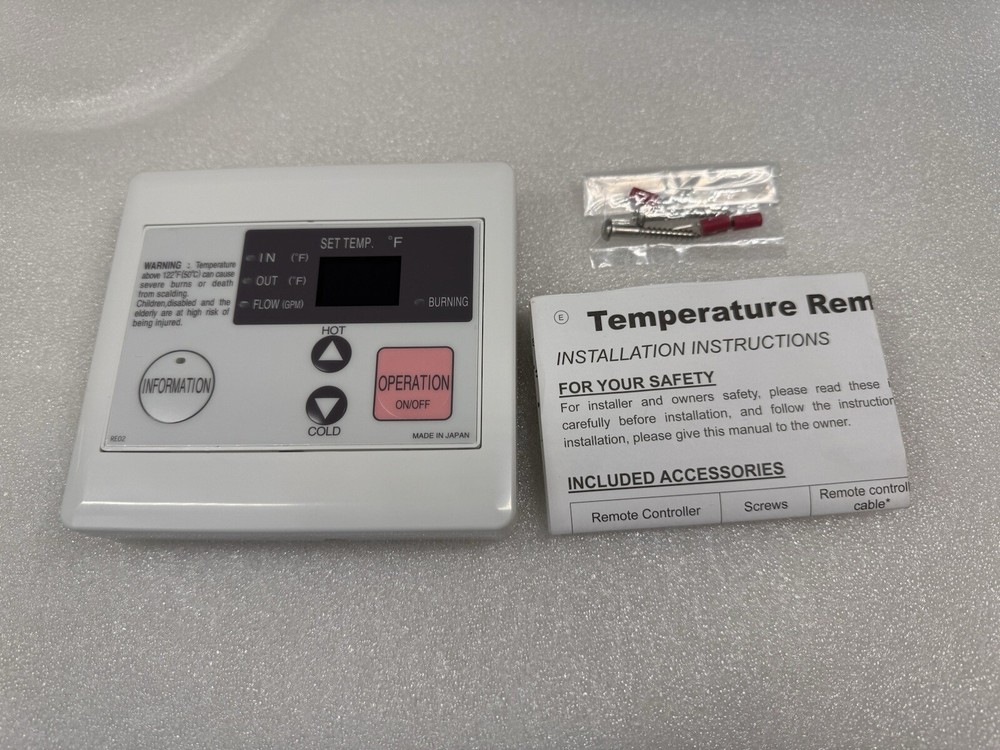 WARNING : Temperature
above 122°F(50°C) can cause
severe burns or death
from scalding.
Children,disabled and the
elderly are at high risk of
being injured.
SET TEMP. °F
IN (°F)
OUT (°F)
FLOW (GPM)
BURNING
HOT
COLD
INFORMATION
OPERATION
ON/OFF
RE02
MADE IN JAPAN
E
Temperature Rem
INSTALLATION INSTRUCTIONS
FOR YOUR SAFETY
For installer and owners safety, please read these
carefully before installation, and follow the instruction
installation, please give this manual to the owner.
INCLUDED ACCESSORIES
Remote Controller
Screws
Remote control
cable*